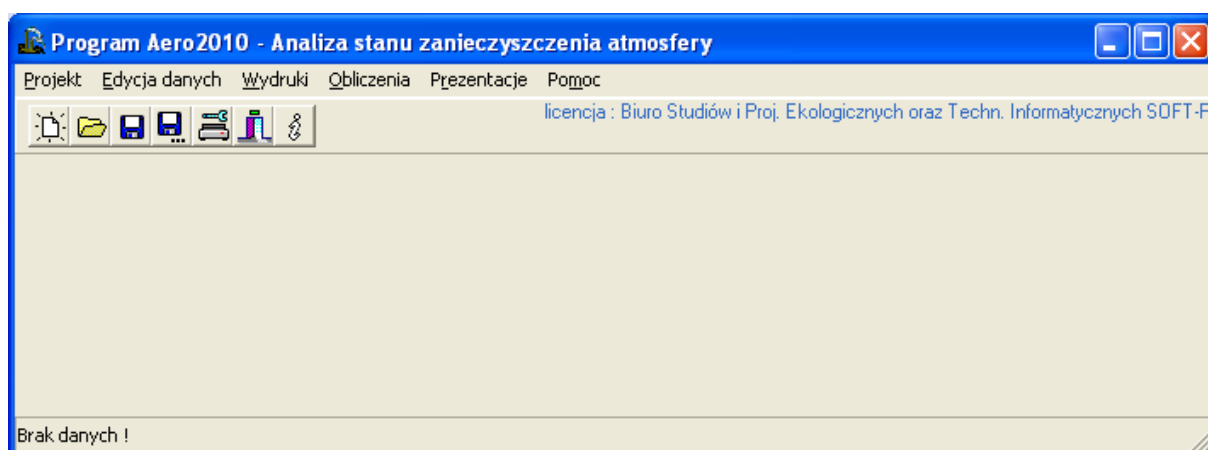 Program Aero2010 - Analiza stanu zanieczyszczenia atmosfery
Projekt Edycja danych Wydruki Obliczenia Prezentacje Pomoc
licencja : Biuro Studiów i Proj. Ekologicznych oraz Techn. Informatycznych SOFT-P
Brak danych !